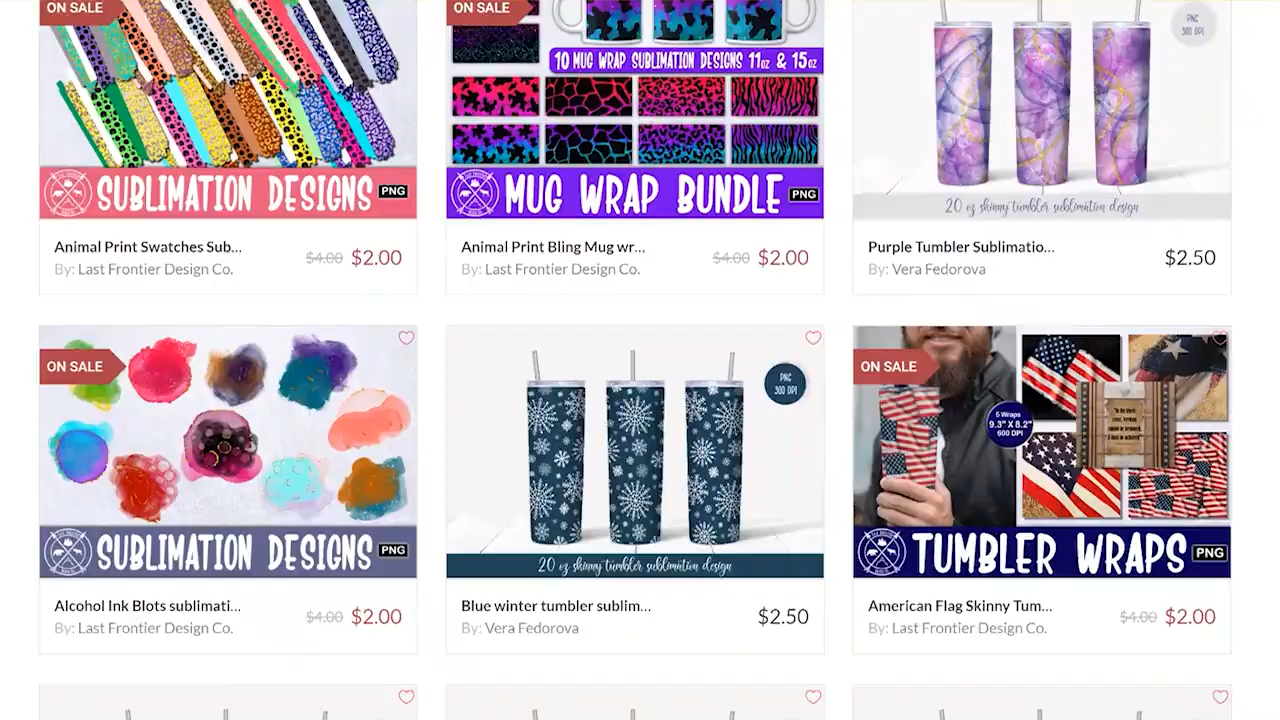 ON SALE
SUBLIMATION DESIGNS PNG
Animal Print Swatches Sub...
By: Last Frontier Design Co.
$4.00 $2.00
ON SALE
10 MUG WRAP SUBLIMATION DESIGNS 11oz & 15oz
MUG WRAP BUNDLE PNG
Animal Print Bling Mug wr...
By: Last Frontier Design Co.
$4.00 $2.00
PNG
300 DPI
20 oz skinny tumbler sublimation design
Purple Tumbler Sublimatio...
By: Vera Fedorova
$2.50
ON SALE
SUBLIMATION DESIGNS PNG
Alcohol Ink Blots sublimati...
By: Last Frontier Design Co.
$4.00 $2.00
PNG
300 DPI
20 oz skinny tumbler sublimation design
Blue winter tumbler sublim...
By: Vera Fedorova
$2.50
ON SALE
5 Wraps
9.3" X 8.2"
600 DPI
TUMBLER WRAPS PNG
American Flag Skinny Tum...
By: Last Frontier Design Co.
$4.00 $2.00